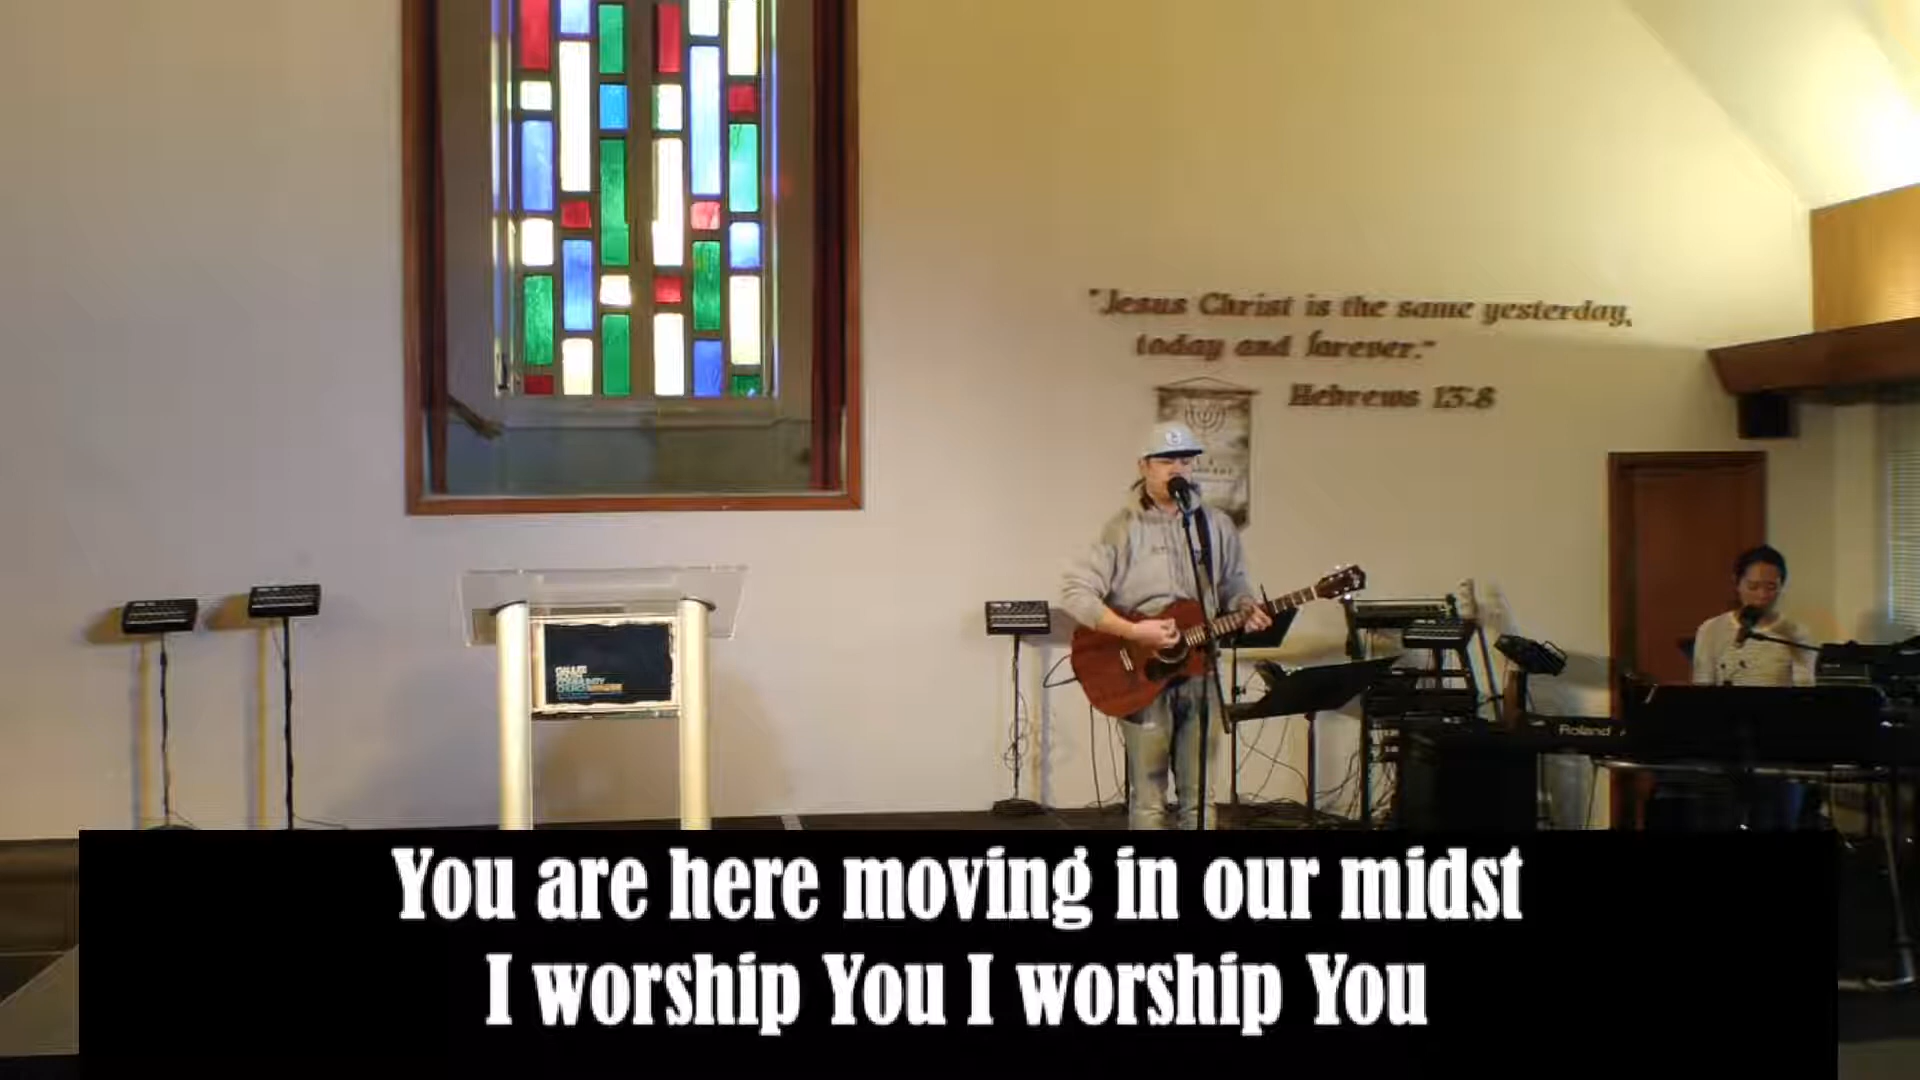 "Jesus Christ is the same yesterday,
today and forever."
Hebrews 13:8
Roland
You are here moving in our midst
I worship You I worship You